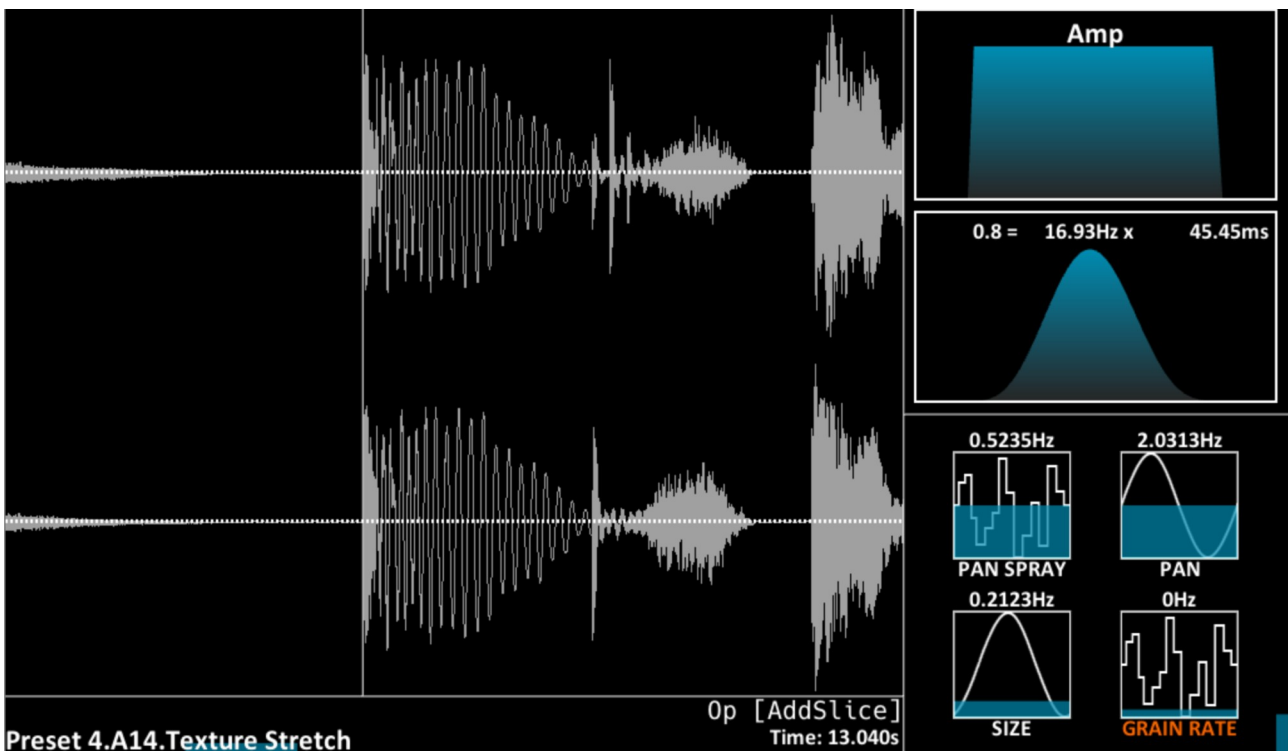 Amp
0.8 = 16.93Hz x 45.45ms
0.5235Hz 2.0313Hz
PAN SPRAY PAN
0.2123Hz 0Hz
SIZE GRAIN RATE
Op [AddSlice]
Preset 4.A14.Texture Stretch
Time: 13.040s